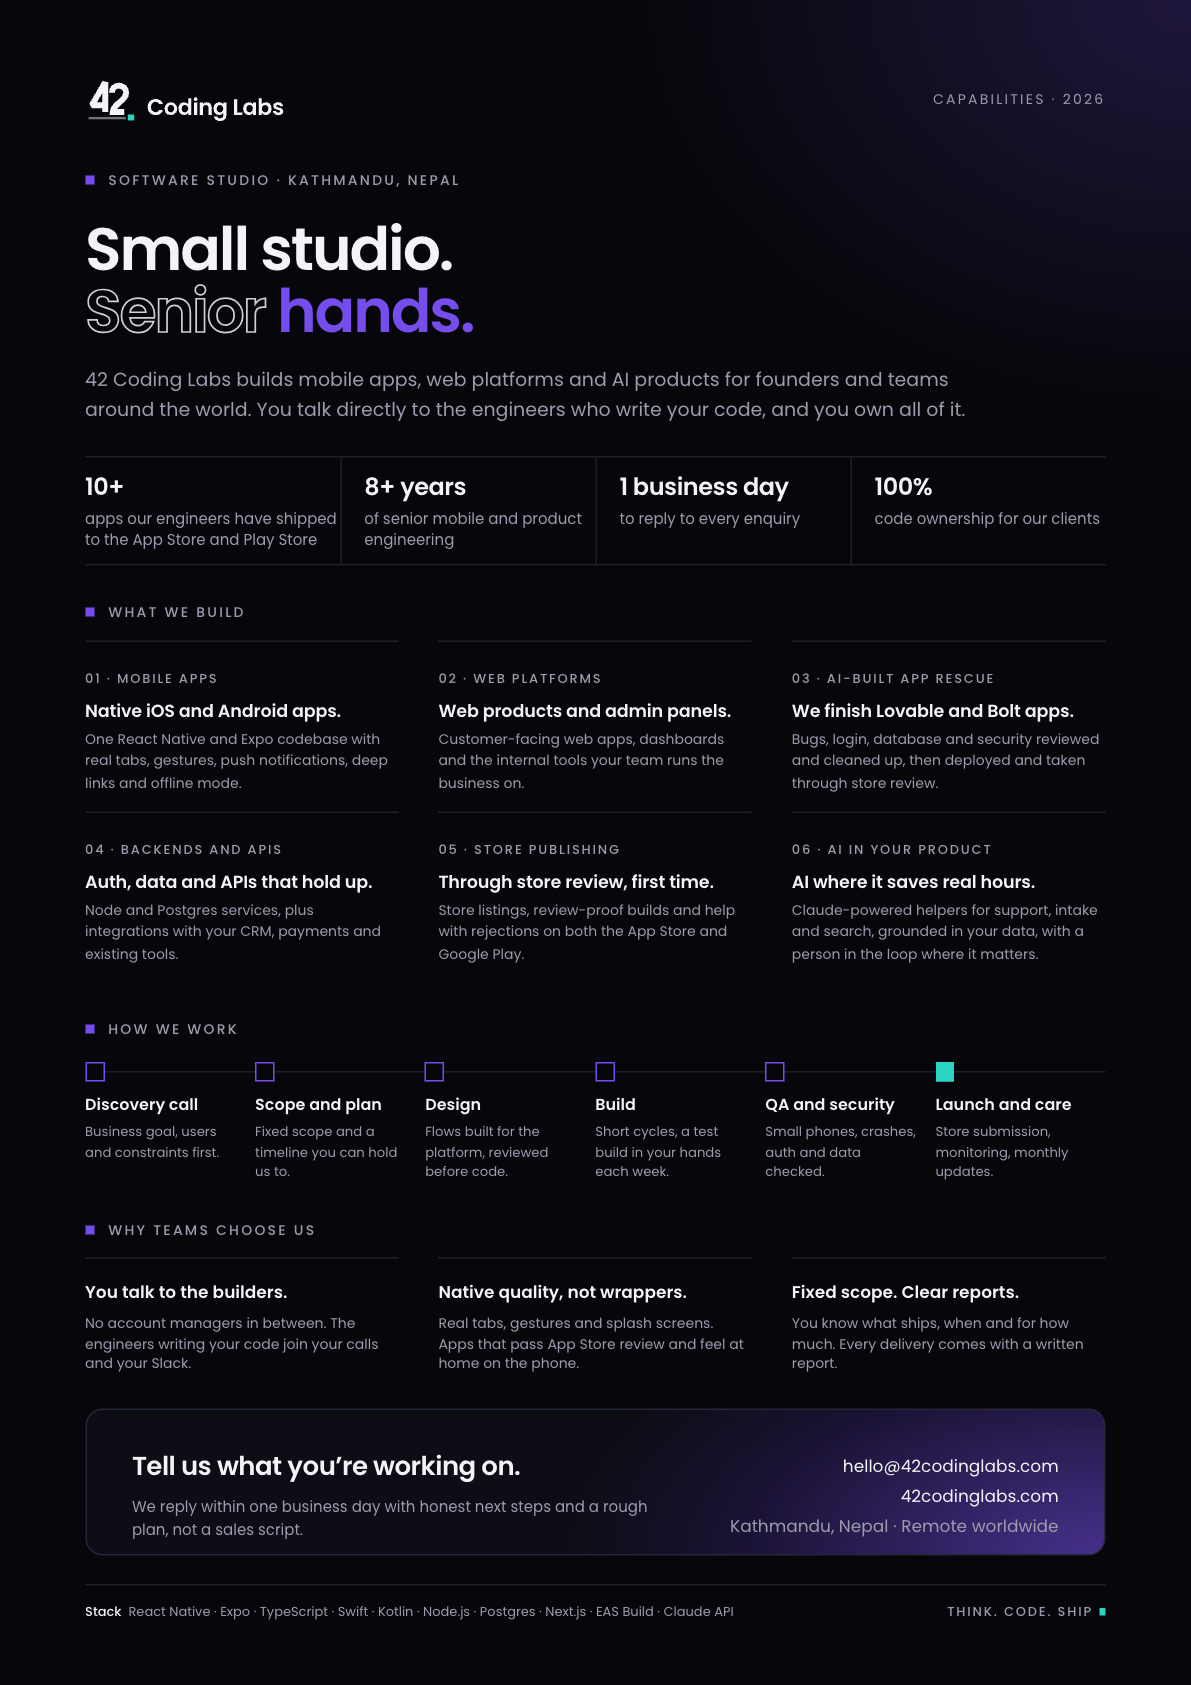 42. Coding Labs
CAPABILITIES · 2026
SOFTWARE STUDIO · KATHMANDU, NEPAL
Small studio.
Senior hands.
42 Coding Labs builds mobile apps, web platforms and AI products for founders and teams
around the world. You talk directly to the engineers who write your code, and you own all of it.
10+
apps our engineers have shipped
to the App Store and Play Store
8+ years
of senior mobile and product
engineering
1 business day
to reply to every enquiry
100%
code ownership for our clients
WHAT WE BUILD
01 · MOBILE APPS
Native iOS and Android apps.
One React Native and Expo codebase with
real tabs, gestures, push notifications, deep
links and offline mode.
02 · WEB PLATFORMS
Web products and admin panels.
Customer-facing web apps, dashboards
and the internal tools your team runs the
business on.
03 · AI-BUILT APP RESCUE
We finish Lovable and Bolt apps.
Bugs, login, database and security reviewed
and cleaned up, then deployed and taken
through store review.
04 · BACKENDS AND APIS
Auth, data and APIs that hold up.
Node and Postgres services, plus
integrations with your CRM, payments and
existing tools.
05 · STORE PUBLISHING
Through store review, first time.
Store listings, review-proof builds and help
with rejections on both the App Store and
Google Play.
06 · AI IN YOUR PRODUCT
AI where it saves real hours.
Claude-powered helpers for support, intake
and search, grounded in your data, with a
person in the loop where it matters.
HOW WE WORK
Discovery call
Business goal, users
and constraints first.
Scope and plan
Fixed scope and a
timeline you can hold
us to.
Design
Flows built for the
platform, reviewed
before code.
Build
Short cycles, a test
build in your hands
each week.
QA and security
Small phones, crashes,
auth and data
checked.
Launch and care
Store submission,
monitoring, monthly
updates.
WHY TEAMS CHOOSE US
You talk to the builders.
No account managers in between. The
engineers writing your code join your calls
and your Slack.
Native quality, not wrappers.
Real tabs, gestures and splash screens.
Apps that pass App Store review and feel at
home on the phone.
Fixed scope. Clear reports.
You know what ships, when and for how
much. Every delivery comes with a written
report.
Tell us what you’re working on.
We reply within one business day with honest next steps and a rough
plan, not a sales script.
hello@42codinglabs.com
42codinglabs.com
Kathmandu, Nepal · Remote worldwide
Stack React Native · Expo · TypeScript · Swift · Kotlin · Node.js · Postgres · Next.js · EAS Build · Claude API
THINK. CODE. SHIP